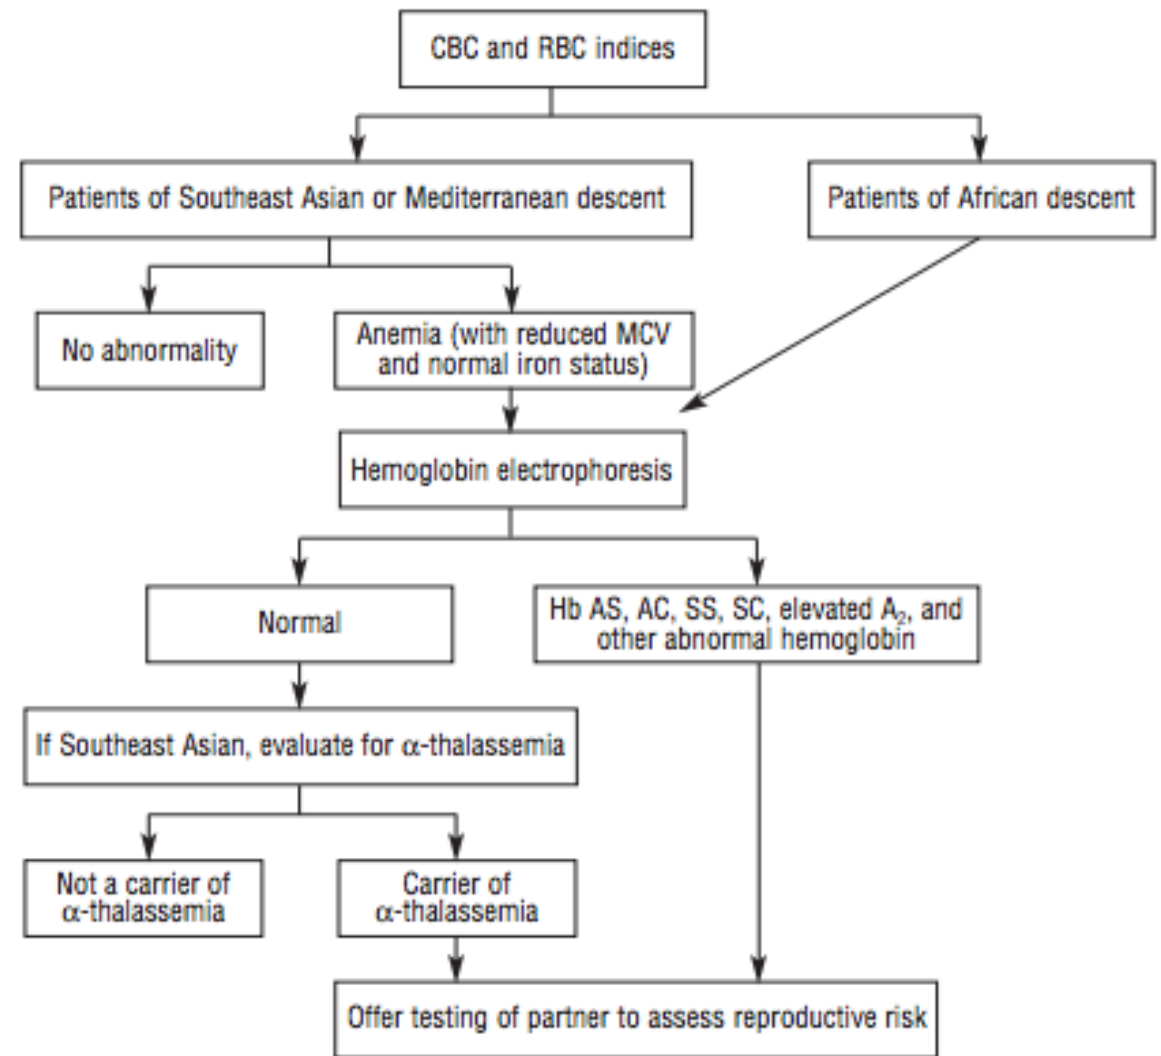 CBC and RBC indices
Patients of Southeast Asian or Mediterranean descent
Patients of African descent
No abnormality
Anemia (with reduced MCV
and normal iron status)
Hemoglobin electrophoresis
Normal
Hb AS, AC, SS, SC, elevated A₂, and
other abnormal hemoglobin
If Southeast Asian, evaluate for α-thalassemia
Not a carrier of
α-thalassemia
Carrier of
α-thalassemia
Offer testing of partner to assess reproductive risk